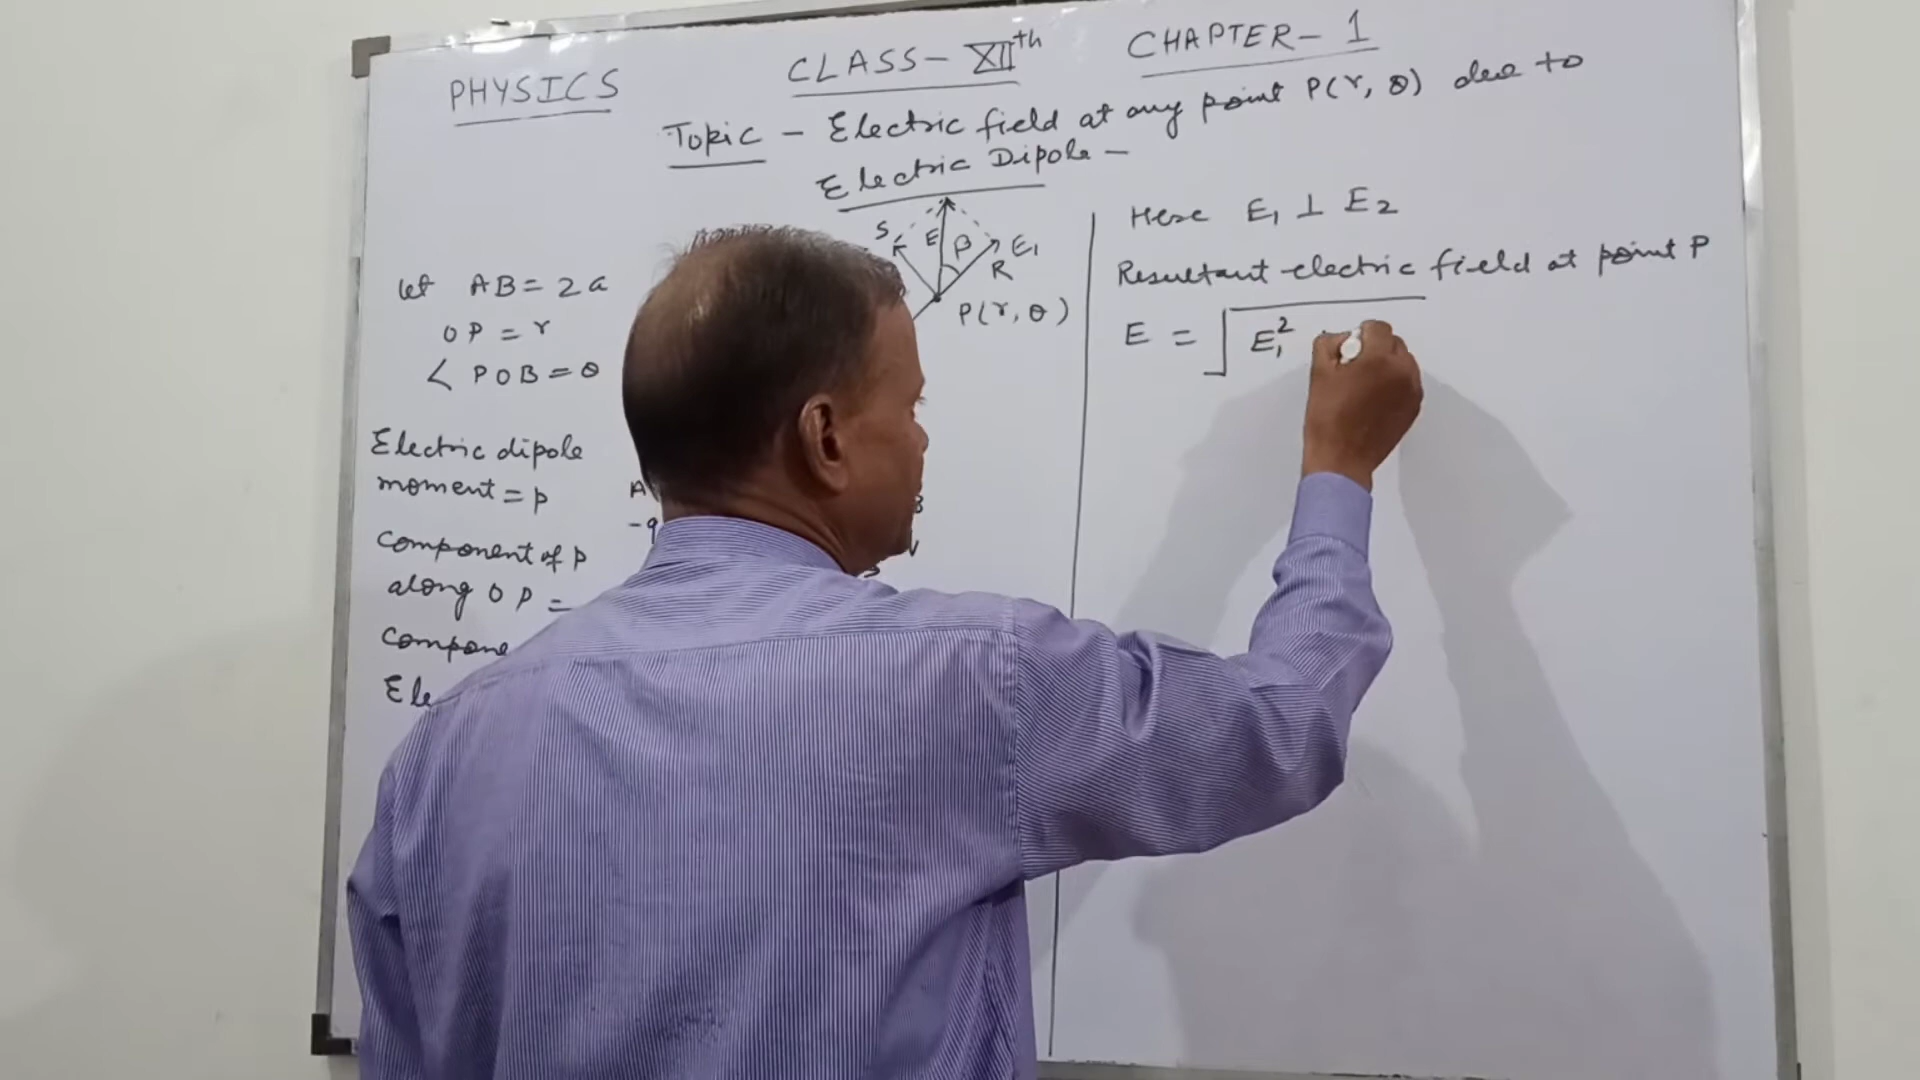 PHYSICS
CLASS- XIIth
CHAPTER- 1
Topic - Electric field at any point P(r, θ) due to
Electric Dipole -
let AB = 2a
OP = r
∠ POB = θ
Electric dipole
moment = p
component of p
along OP =
Compone
Ele
S
E
β
E1
R
P(r, θ)
A
-q
B
Here E1 ⊥ E2
Resultant electric field at point P
E = √E1²